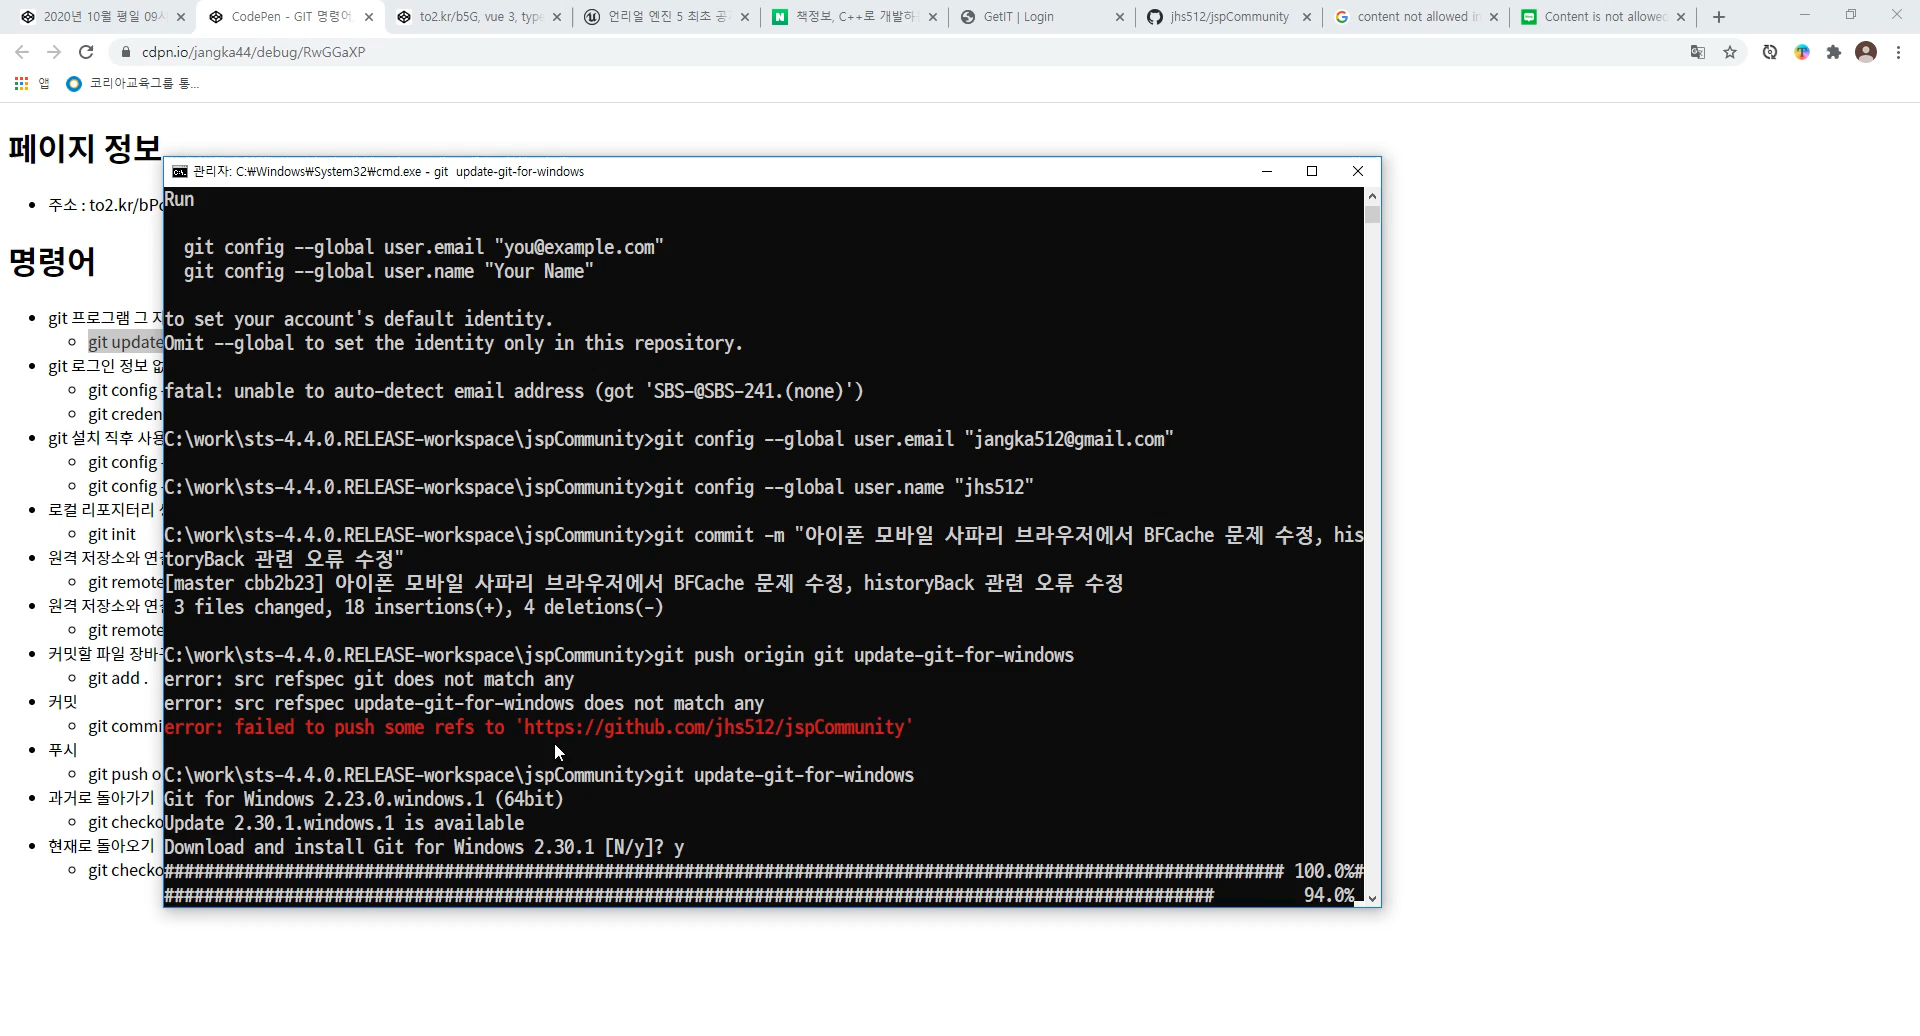 2020년 10월 평일 09시
CodePen - GIT 명령어
to2.kr/b5G, vue 3, type
언리얼 엔진 5 최초 공
책정보, C++로 개발하
GetIT | Login
jhs512/jspCommunity
content not allowed in
Content is not allowed
cdpn.io/jangka44/debug/RwGGaXP
앱
코리아교육그룹 통...
페이지 정보
주소 : to2.kr/bPc
명령어
git 프로그램 그 자
git update
git 로그인 정보 없
git config
git creden
git 설치 직후 사용
git config
git config
로컬 리포지터리 생
git init
원격 저장소와 연결
git remote
원격 저장소와 연결
git remote
커밋할 파일 장바구
git add .
커밋
git commi
푸시
git push o
과거로 돌아가기
git checko
현재로 돌아오기
git checko
관리자: C:₩Windows₩System32₩cmd.exe - git  update-git-for-windows
Run
git config --global user.email "you@example.com"
git config --global user.name "Your Name"
to set your account's default identity.
Omit --global to set the identity only in this repository.
fatal: unable to auto-detect email address (got 'SBS-@SBS-241.(none)')
C:\work\sts-4.4.0.RELEASE-workspace\jspCommunity>git config --global user.email "jangka512@gmail.com"
C:\work\sts-4.4.0.RELEASE-workspace\jspCommunity>git config --global user.name "jhs512"
C:\work\sts-4.4.0.RELEASE-workspace\jspCommunity>git commit -m "아이폰 모바일 사파리 브라우저에서 BFCache 문제 수정, his
toryBack 관련 오류 수정"
[master cbb2b23] 아이폰 모바일 사파리 브라우저에서 BFCache 문제 수정, historyBack 관련 오류 수정
3 files changed, 18 insertions(+), 4 deletions(-)
C:\work\sts-4.4.0.RELEASE-workspace\jspCommunity>git push origin git update-git-for-windows
error: src refspec git does not match any
error: src refspec update-git-for-windows does not match any
error: failed to push some refs to 'https://github.com/jhs512/jspCommunity'
C:\work\sts-4.4.0.RELEASE-workspace\jspCommunity>git update-git-for-windows
Git for Windows 2.23.0.windows.1 (64bit)
Update 2.30.1.windows.1 is available
Download and install Git for Windows 2.30.1 [N/y]? y
################################################################################################################ 100.0%#
######################################################################################################### 94.0%